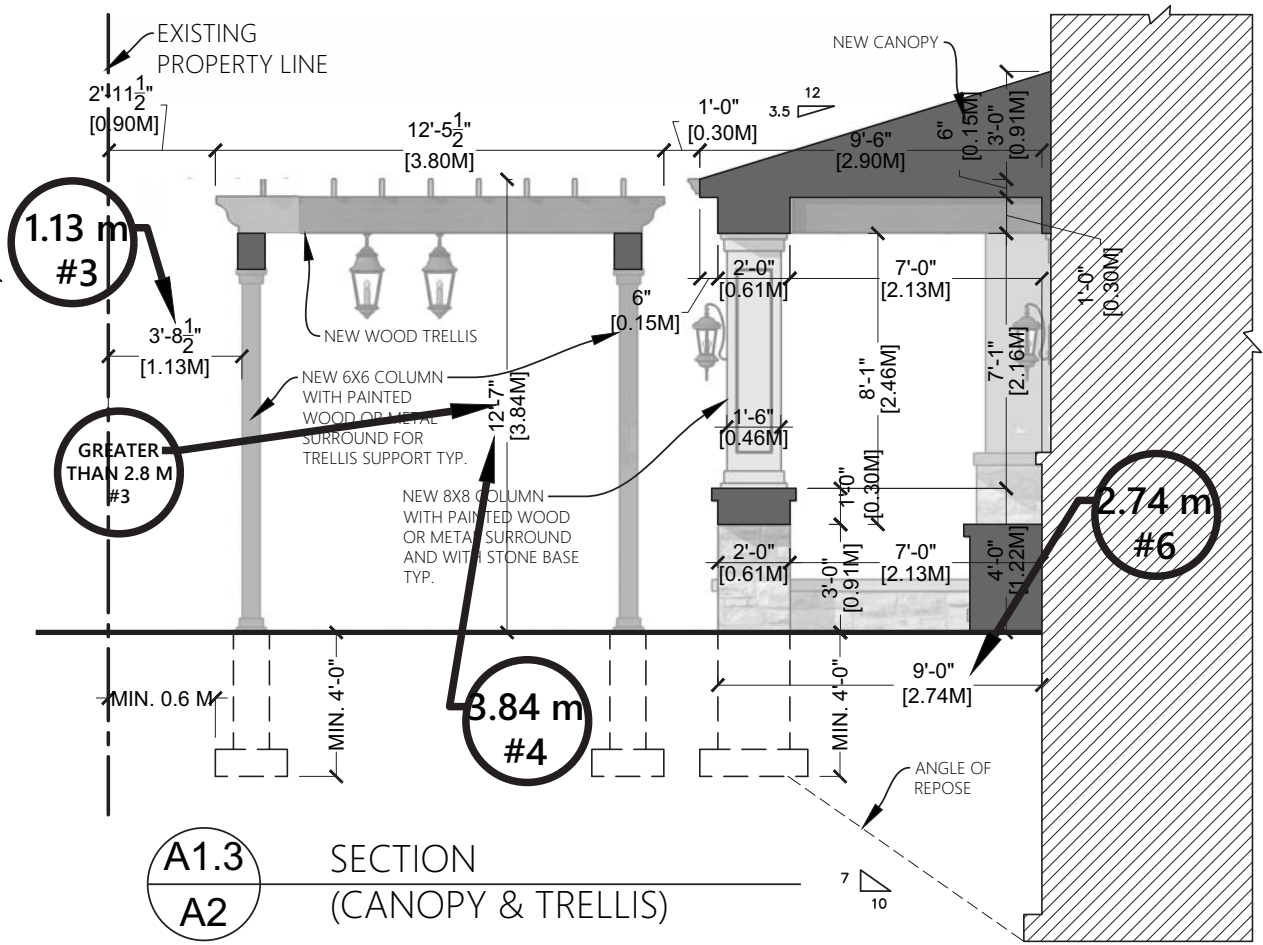 EXISTING
PROPERTY LINE
NEW CANOPY
2'-11 1/2"
[0.90M]
12'-5 1/2"
[3.80M]
1'-0"
[0.30M]
12
3.5
9'-6"
[2.90M]
6"
[0.15M]
3'-0"
[0.91M]
1.13 m
#3
3'-8 1/2"
[1.13M]
NEW WOOD TRELLIS
6"
[0.15M]
2'-0"
[0.61M]
7'-0"
[2.13M]
1'-0"
[0.30M]
NEW 6X6 COLUMN
WITH PAINTED
WOOD OR METAL
SURROUND FOR
TRELLIS SUPPORT TYP.
12'-7"
[3.84M]
8'-1"
[2.46M]
7'-1"
[2.16M]
1'-6"
[0.46M]
GREATER
THAN 2.8 M
#3
NEW 8X8 COLUMN
WITH PAINTED WOOD
OR METAL SURROUND
AND WITH STONE BASE
TYP.
1'-0"
[0.30M]
2.74 m
#6
2'-0"
[0.61M]
3'-0"
[0.91M]
7'-0"
[2.13M]
4'-0"
[1.22M]
MIN. 0.6 M
MIN. 4'-0"
3.84 m
#4
MIN. 4'-0"
9'-0"
[2.74M]
ANGLE OF
REPOSE
7
10
A1.3
A2
SECTION
(CANOPY & TRELLIS)